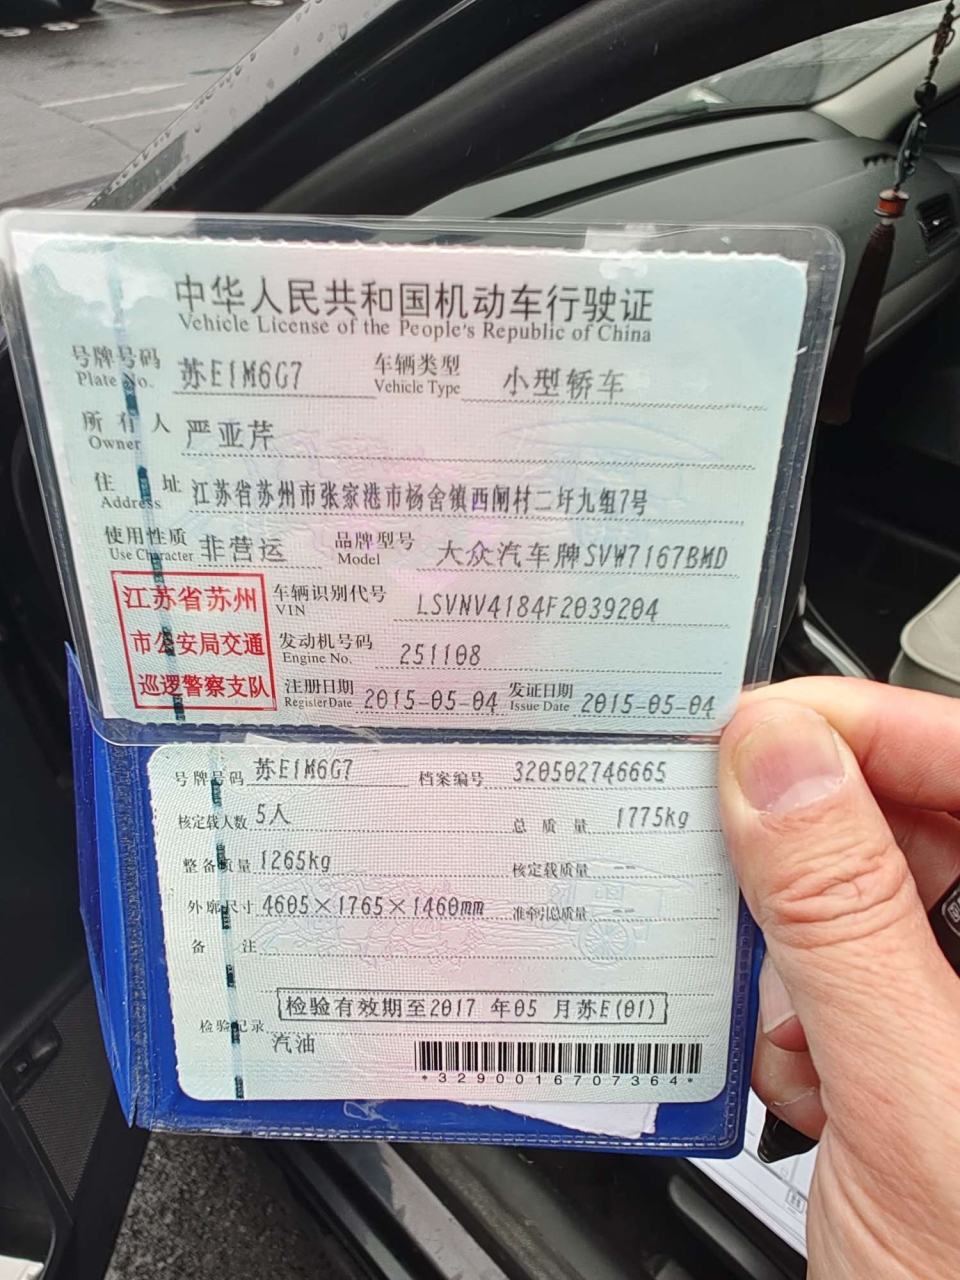 中华人民共和国机动车行驶证
Vehicle License of the People's Republic of China
号牌号码 苏E1M6G7 车辆类型 小型轿车
Plate No. Vehicle Type
所有人 严亚芹
Owner
住址 江苏省苏州市张家港市杨舍镇西闸村二圩九组7号
Address
使用性质 非营运 品牌型号 大众汽车牌SVW7167BMD
Use Character Model
江苏省苏州
市公安局交通
巡逻警察支队
车辆识别代号 LSVNV4184F2039204
VIN
发动机号码 251108
Engine No.
注册日期 2015-05-04 发证日期 2015-05-04
Register Date Issue Date
号牌号码 苏E1M6G7 档案编号 320502746665
核定载人数 5人 总质量 1775kg
整备质量 1265kg 核定载质量 --
外廓尺寸 4605×1765×1460mm 准牵引总质量 --
备注
检验有效期至2017 年05 月苏E(01)
检验记录
汽油
*3290016707364*